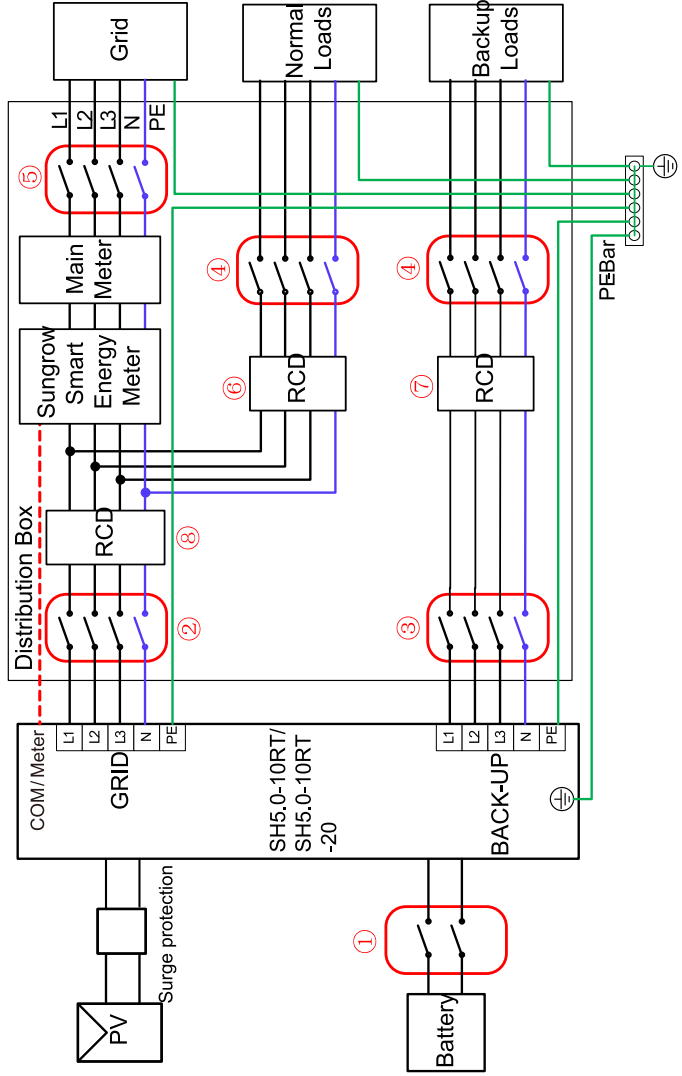 Grid
Normal
Loads
Backup
Loads
L1
L2
L3
N
PE
⑤
Main
Meter
④
④
PE Bar
Sungrow
Smart
Energy
Meter
⑥
RCD
⑦
RCD
Distribution Box
RCD
⑧
②
③
COM/Meter
L1
L2
L3
N
PE
GRID
SH5.0-10RT/
SH5.0-10RT
-20
L1
L2
L3
N
PE
BACK-UP
Surge protection
①
PV
Battery